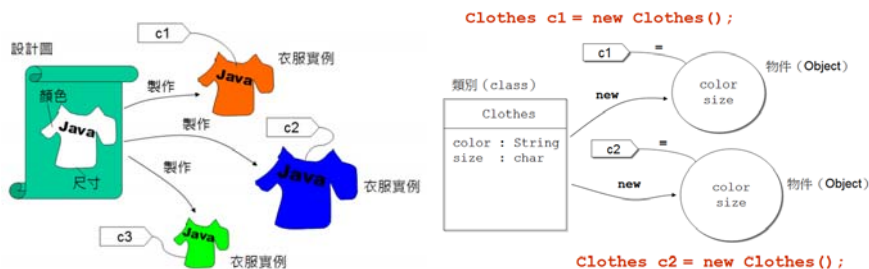 設計圖
顏色
Java
尺寸
製作
製作
製作
c1
Java
衣服實例
c2
Java
衣服實例
c3
Java
衣服實例
Clothes c1 = new Clothes();
類別(class)
Clothes
color : String
size : char
new
new
c1
=
color
size
物件(Object)
c2
=
color
size
物件(Object)
Clothes c2 = new Clothes();